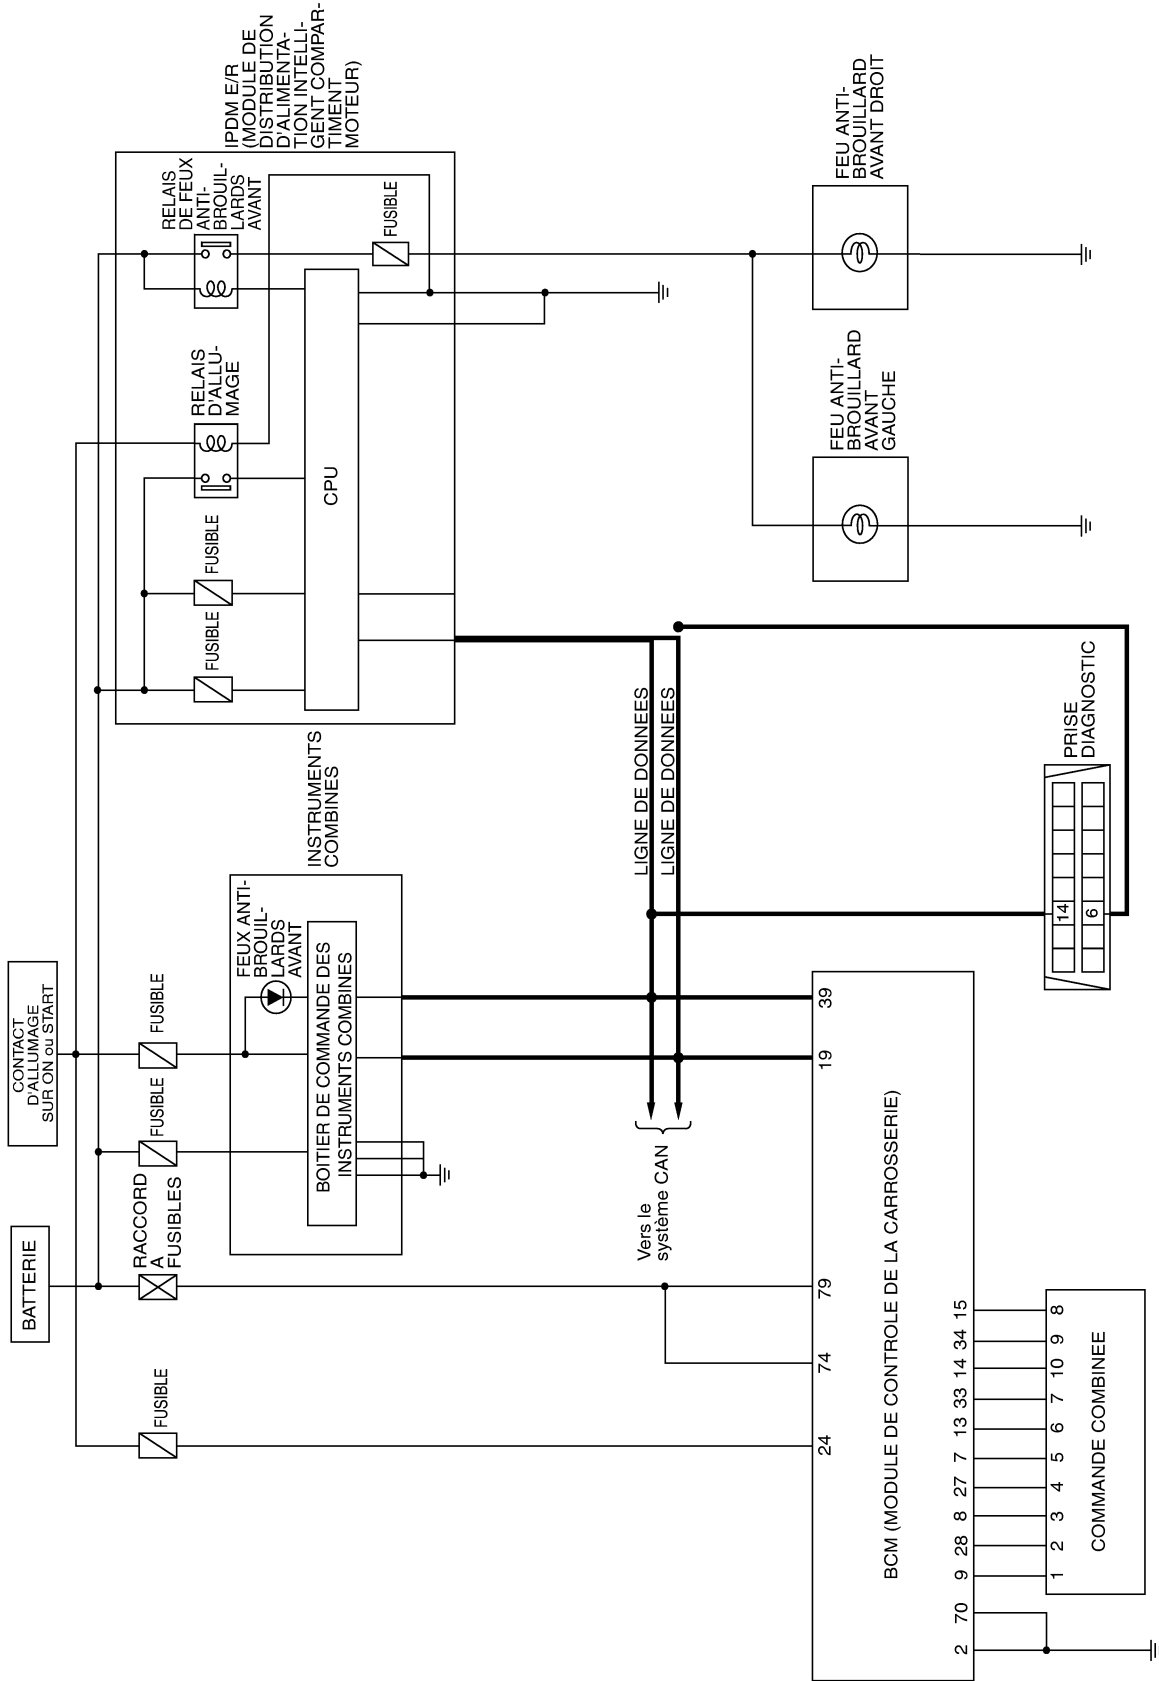 BATTERIE
CONTACT
D'ALLUMAGE
SUR ON ou START
FUSIBLE
RACCORD
A
FUSIBLES
FUSIBLE
FUSIBLE
INSTRUMENTS
COMBINES
FEUX ANTI-
BROUIL-
LARDS
AVANT
BOITIER DE COMMANDE DES
INSTRUMENTS COMBINES
IPDM E/R
(MODULE DE
DISTRIBUTION
D'ALIMENTA-
TION INTELLI-
GENT COMPAR-
TIMENT
MOTEUR)
FUSIBLE
FUSIBLE
RELAIS
D'ALLU-
MAGE
RELAIS
DE FEUX
ANTI-
BROUIL-
LARDS
AVANT
FUSIBLE
CPU
LIGNE DE DONNEES
LIGNE DE DONNEES
Vers le
système CAN
FEU ANTI-
BROUILLARD
AVANT
GAUCHE
FEU ANTI-
BROUILLARD
AVANT DROIT
PRISE
DIAGNOSTIC
14
6
24
74
79
19
39
BCM (MODULE DE CONTROLE DE LA CARROSSERIE)
2
70
9
28
8
27
7
13
33
14
34
15
1
2
3
4
5
6
7
10
9
8
COMMANDE COMBINEE